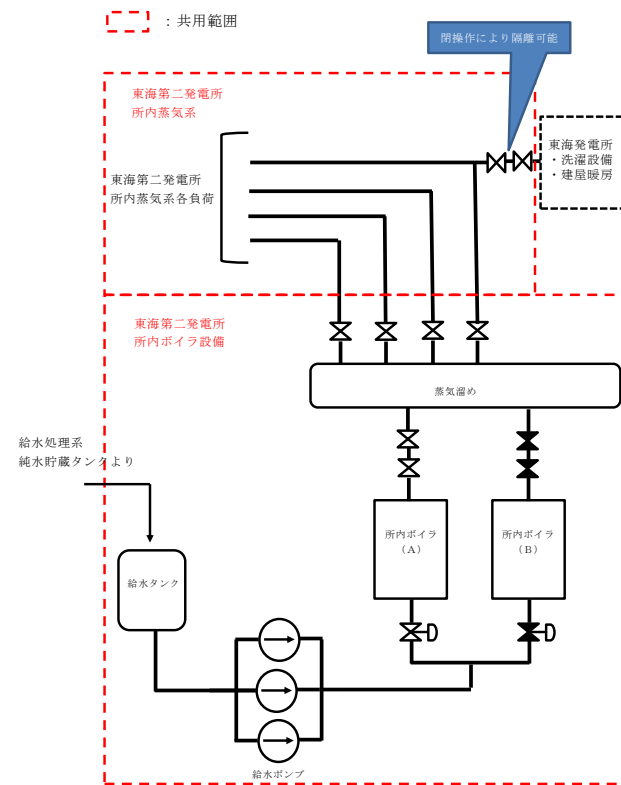 ：共用範囲
閉操作により隔離可能
東海第二発電所
所内蒸気系
東海発電所
・洗濯設備
・建屋暖房
東海第二発電所
所内蒸気系各負荷
東海第二発電所
所内ボイラ設備
蒸気溜め
給水処理系
純水貯蔵タンクより
所内ボイラ
（A）
所内ボイラ
（B）
給水タンク
給水ポンプ